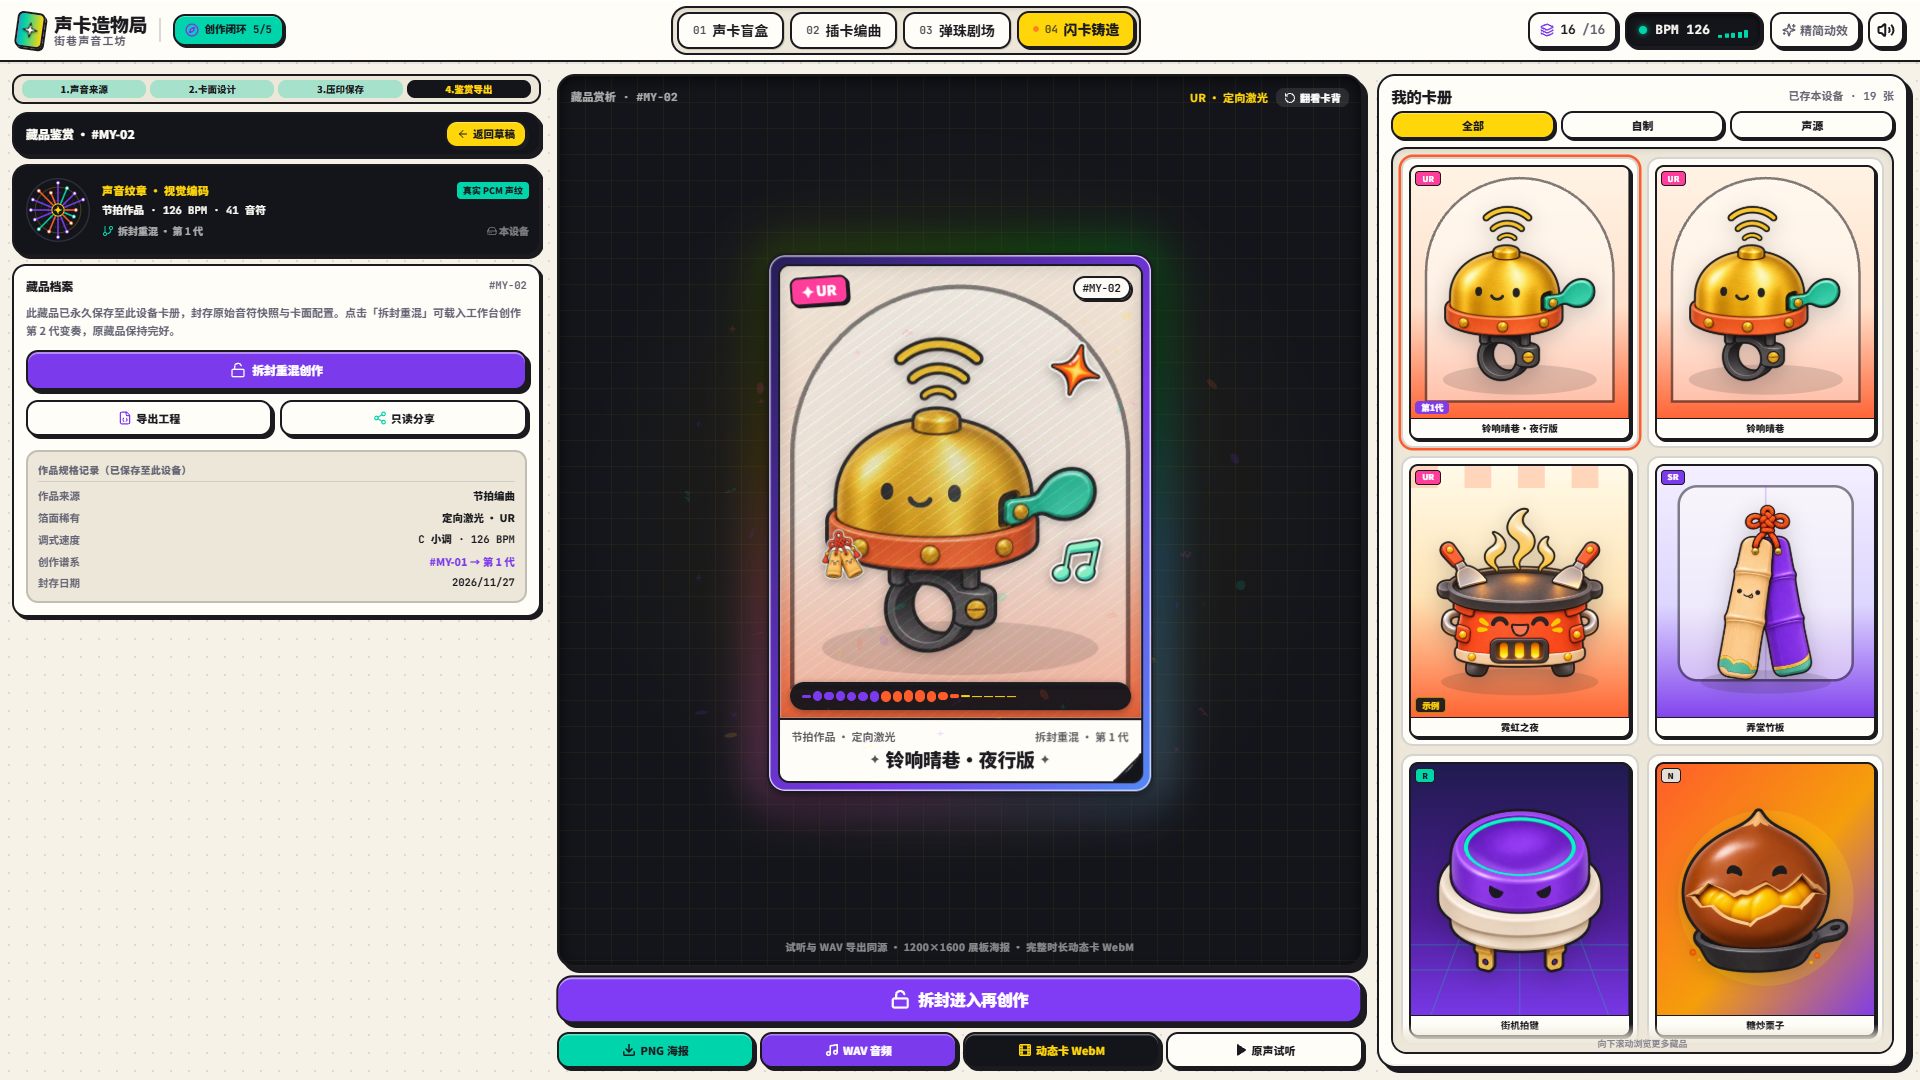 声卡造物局
街巷声音工坊
创作闭环 5/5
01 声卡盲盒
02 插卡编曲
03 弹珠剧场
04 闪卡铸造
16 /16
BPM 126
精简动效
1.声音来源
2.卡面设计
3.压印保存
4.鉴赏导出
藏品鉴赏 • #MY-02
← 返回草稿
声音纹章 • 视觉编码
真实 PCM 声纹
节拍作品 · 126 BPM · 41 音符
拆封重混 • 第 1 代
本设备
藏品档案
#MY-02
此藏品已永久保存至此设备卡册，封存原始音符快照与卡面配置。点击「拆封重混」可载入工作台创作
第 2 代变奏，原藏品保持完好。
拆封重混创作
导出工程
只读分享
作品规格记录（已保存至此设备）
作品来源
节拍编曲
箔面稀有
定向激光 • UR
调式速度
C 小调 · 126 BPM
创作谱系
#MY-01 → 第 1 代
封存日期
2026/11/27
藏品赏析 · #MY-02
UR • 定向激光
翻看卡背
UR
#MY-02
节拍作品 • 定向激光
拆封重混 • 第 1 代
铃响晴巷•夜行版
试听与 WAV 导出同源 • 1200×1600 展板海报 • 完整时长动态卡 WebM
拆封进入再创作
PNG 海报
WAV 音频
动态卡 WebM
原声试听
我的卡册
已存本设备 · 19 张
全部
自制
声源
UR
第1代
铃响晴巷•夜行版
UR
铃响晴巷
UR
示例
霓虹之夜
SR
弄堂竹板
R
街机拍键
N
糖炒栗子
向下滚动浏览更多藏品